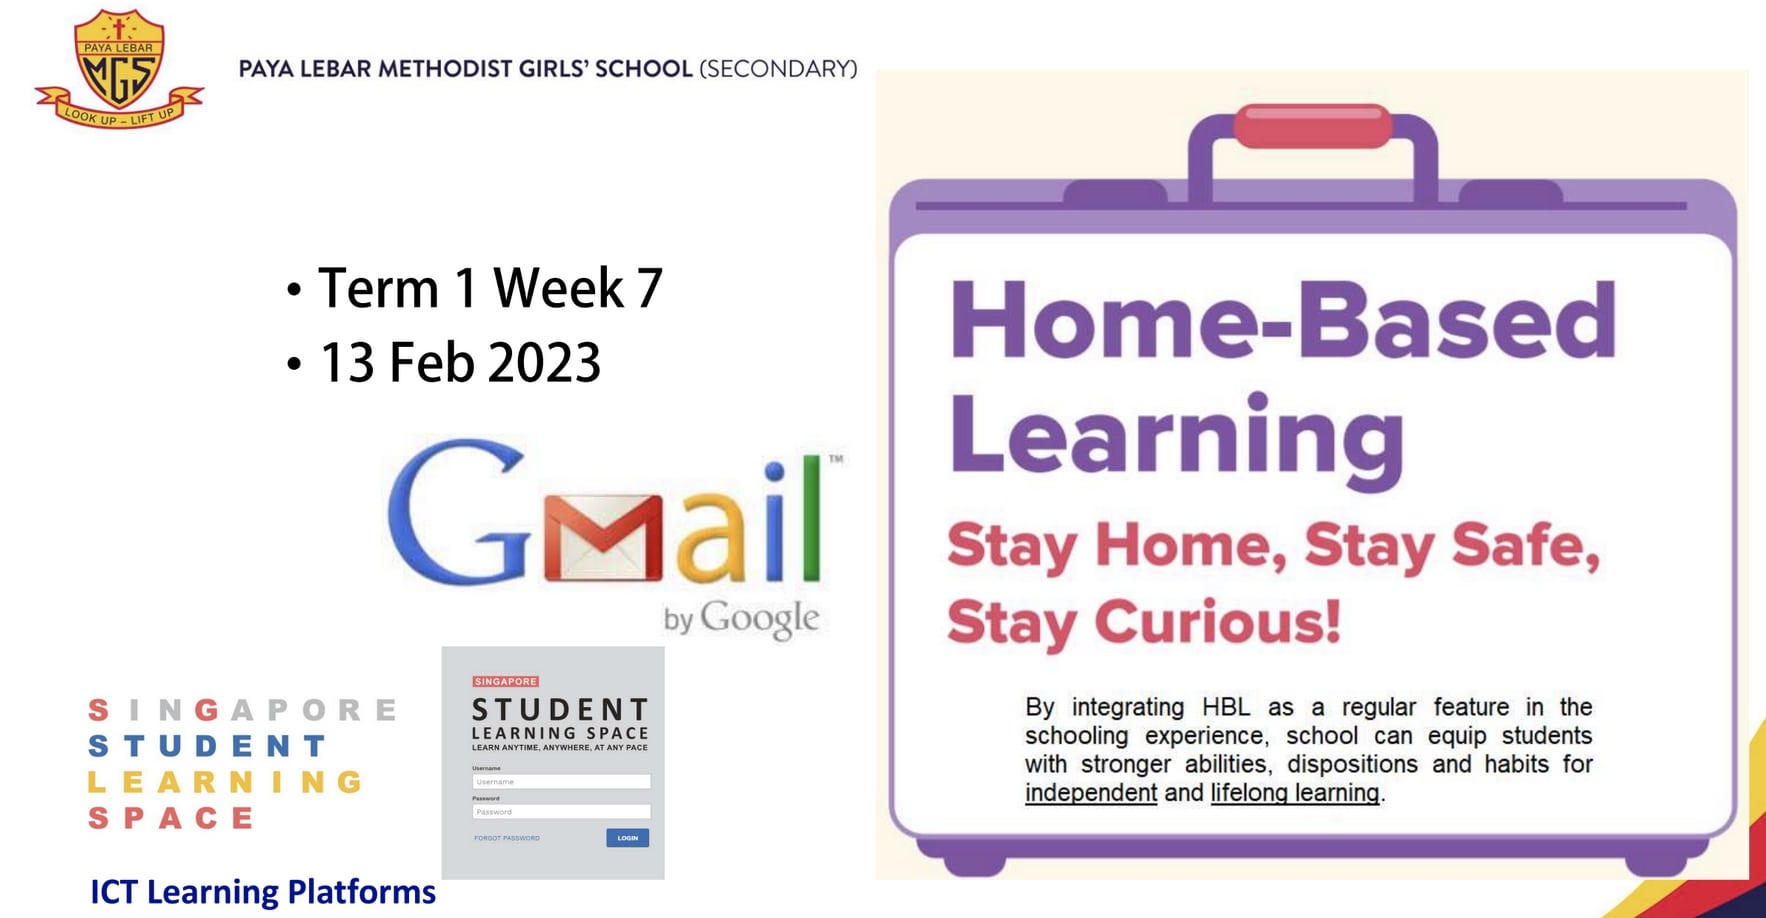 PAYA LEBAR
MGS
LOOK UP – LIFT UP
PAYA LEBAR METHODIST GIRLS' SCHOOL (SECONDARY)
• Term 1 Week 7
• 13 Feb 2023
Gmail™
by Google
SINGAPORE
STUDENT
LEARNING
SPACE
SINGAPORE
STUDENT
LEARNING SPACE
LEARN ANYTIME, ANYWHERE, AT ANY PACE
Username
Username
Password
Password
FORGOT PASSWORD
LOGIN
ICT Learning Platforms
Home-Based
Learning
Stay Home, Stay Safe,
Stay Curious!
By integrating HBL as a regular feature in the
schooling experience, school can equip students
with stronger abilities, dispositions and habits for
independent and lifelong learning.